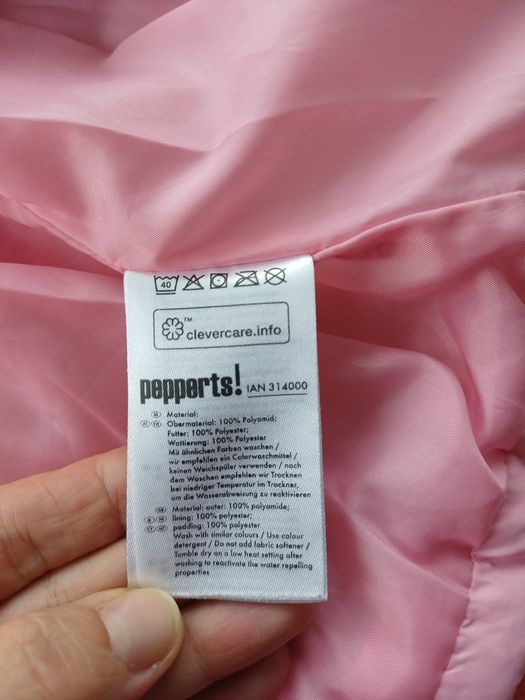 40
™
clevercare.info
pepperts! IAN 314000
DE Material:
Obermaterial: 100% Polyamid;
Futter: 100% Polyester;
Wattierung: 100% Polyester
Mit ähnlichen Farben waschen /
wir empfehlen ein Colorwaschmittel /
keinen Weichspüler verwenden / nach
dem Waschen empfehlen wir Trocknen
bei niedriger Temperatur im Trockner,
um die Wasserabweisung zu reaktivieren
GB Material: outer: 100% polyamide;
lining: 100% polyester;
padding: 100% polyester
Wash with similar colours / Use colour
detergent / Do not add fabric softener /
Tumble dry on a low heat setting after
washing to reactivate the water repelling
properties